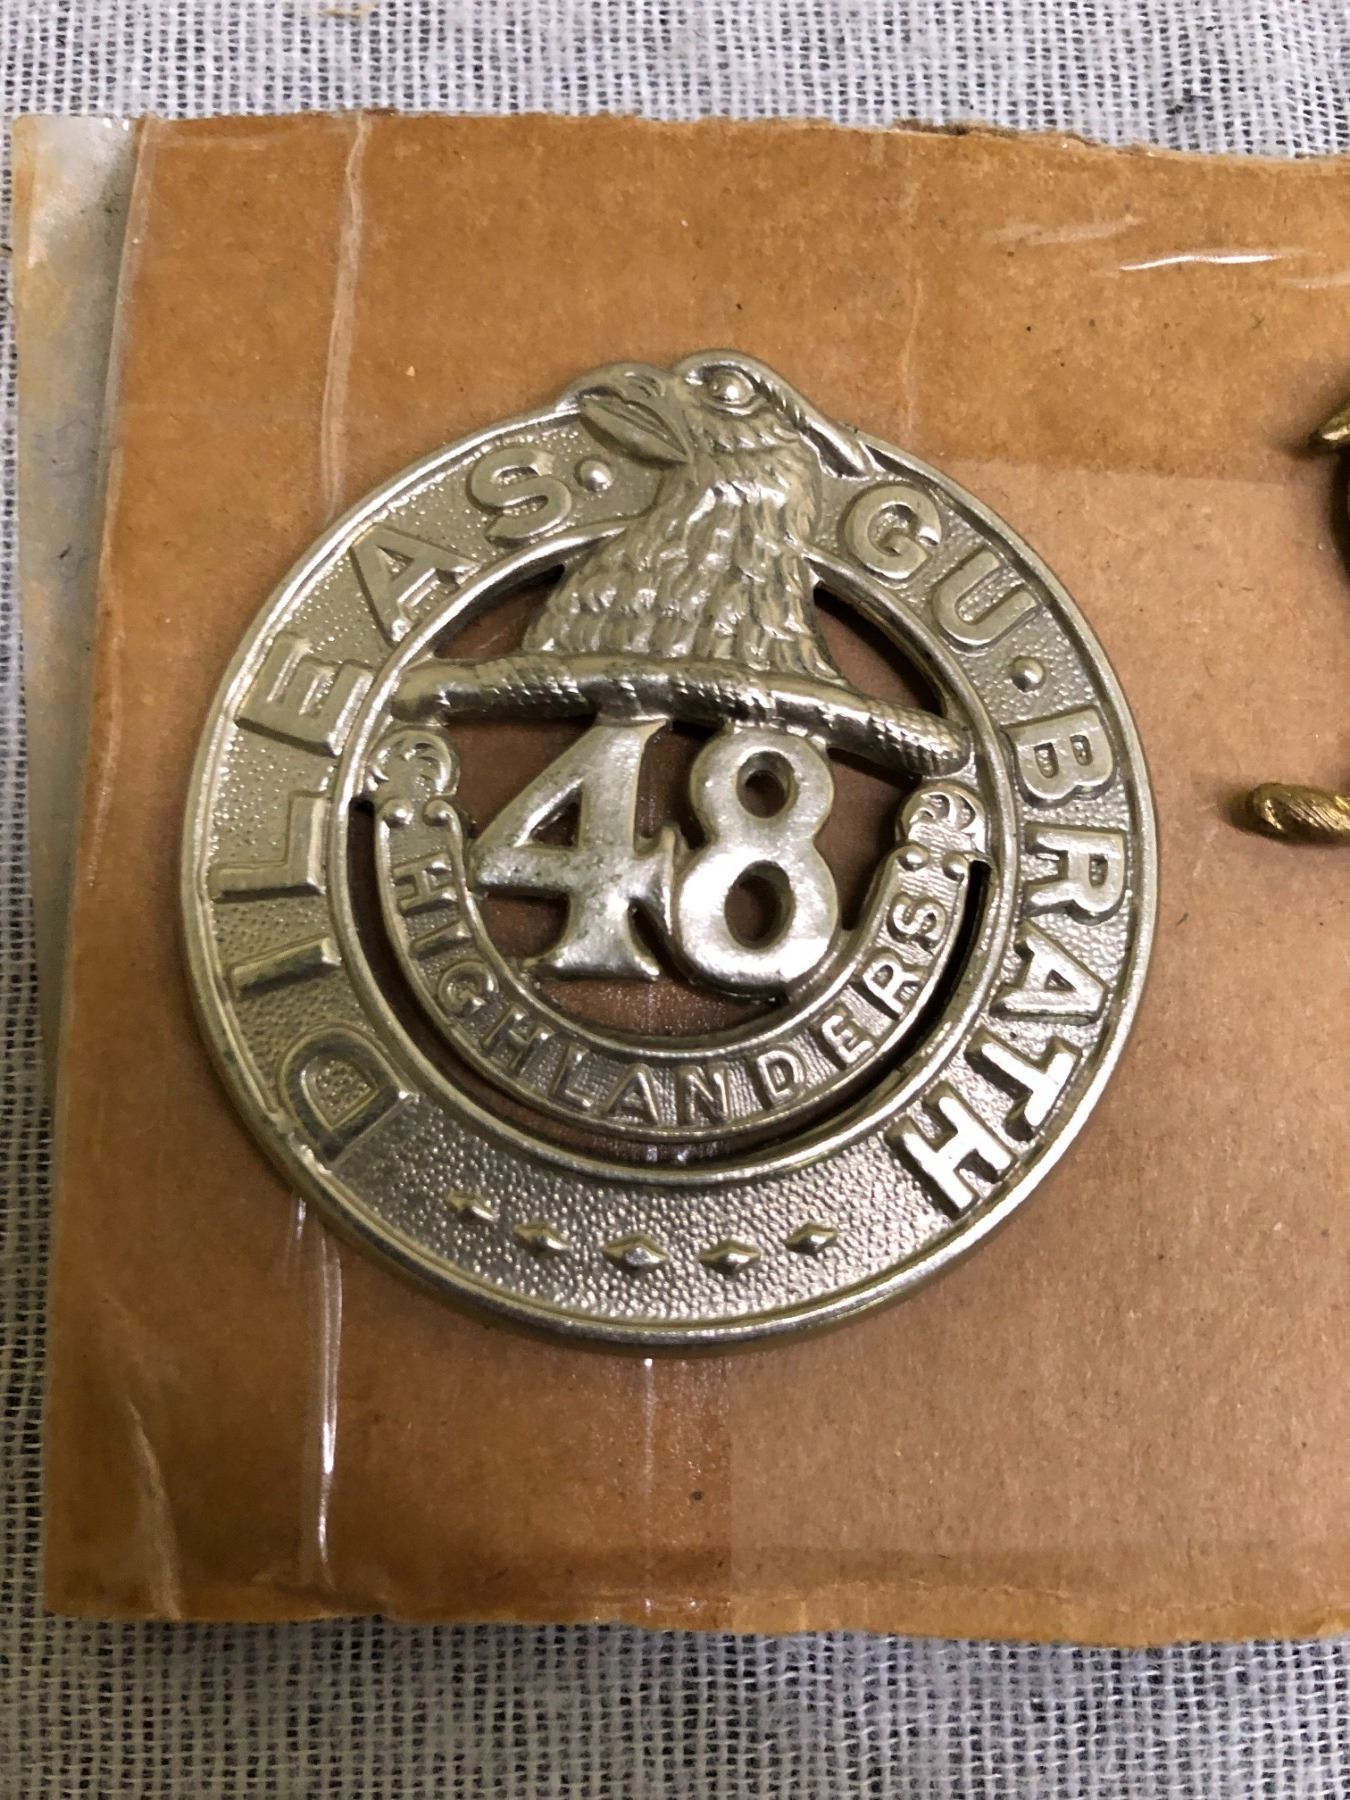 DILEAS · GU · BRATH
48
HIGHLANDERS